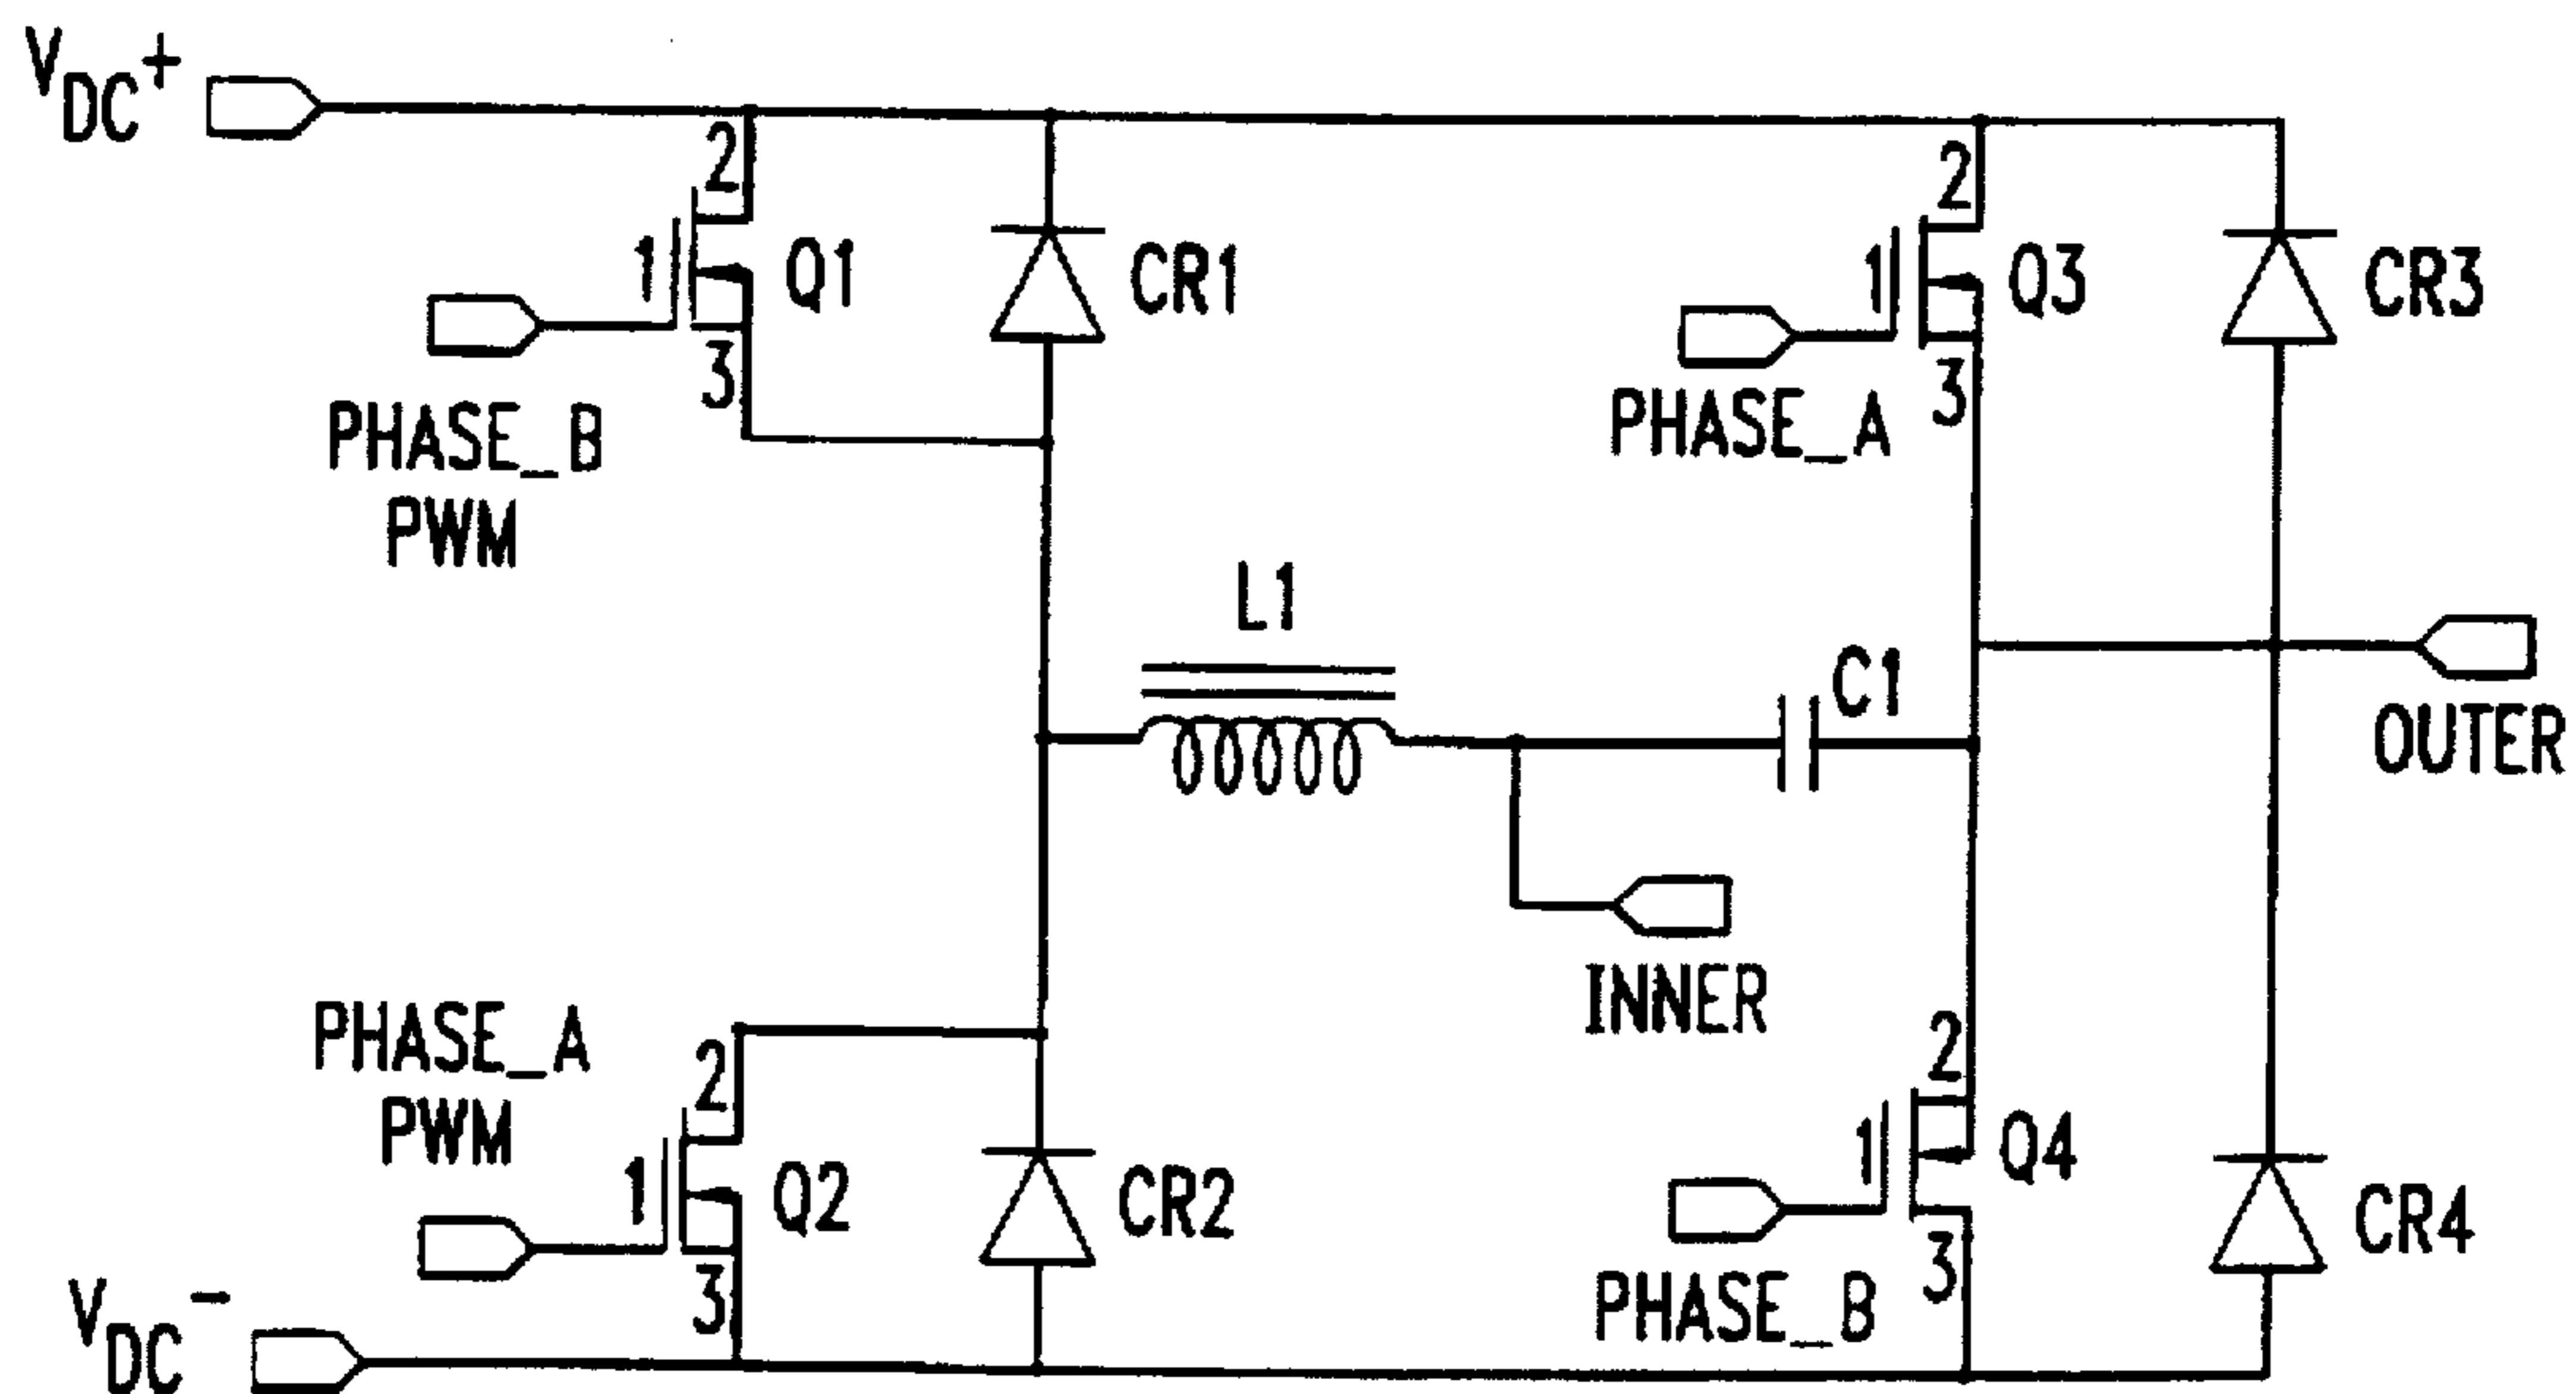 VDC+
2
1
Q1
3
PHASE_B
PWM
CR1
2
1
Q3
3
PHASE_A
CR3
L1
C1
OUTER
INNER
PHASE_A
PWM
2
1
Q2
3
CR2
2
1
Q4
3
PHASE_B
CR4
VDC-